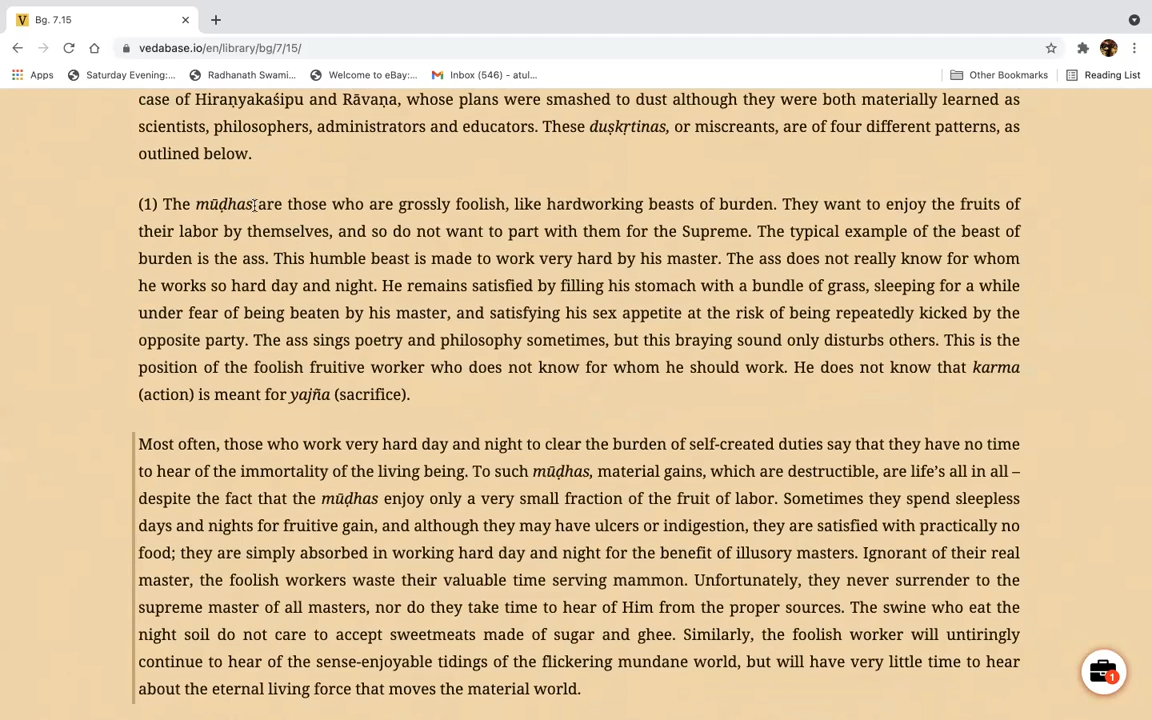 V Bg. 7.15
vedabase.io/en/library/bg/7/15/
Apps Saturday Evening:... Radhanath Swami... Welcome to eBay:... Inbox (546) – atul... Other Bookmarks Reading List
case of Hiraṇyakaśipu and Rāvaṇa, whose plans were smashed to dust although they were both materially learned as
scientists, philosophers, administrators and educators. These duṣkṛtinas, or miscreants, are of four different patterns, as
outlined below.
(1) The mūḍhas are those who are grossly foolish, like hardworking beasts of burden. They want to enjoy the fruits of
their labor by themselves, and so do not want to part with them for the Supreme. The typical example of the beast of
burden is the ass. This humble beast is made to work very hard by his master. The ass does not really know for whom
he works so hard day and night. He remains satisfied by filling his stomach with a bundle of grass, sleeping for a while
under fear of being beaten by his master, and satisfying his sex appetite at the risk of being repeatedly kicked by the
opposite party. The ass sings poetry and philosophy sometimes, but this braying sound only disturbs others. This is the
position of the foolish fruitive worker who does not know for whom he should work. He does not know that karma
(action) is meant for yajña (sacrifice).
Most often, those who work very hard day and night to clear the burden of self-created duties say that they have no time
to hear of the immortality of the living being. To such mūḍhas, material gains, which are destructible, are life’s all in all –
despite the fact that the mūḍhas enjoy only a very small fraction of the fruit of labor. Sometimes they spend sleepless
days and nights for fruitive gain, and although they may have ulcers or indigestion, they are satisfied with practically no
food; they are simply absorbed in working hard day and night for the benefit of illusory masters. Ignorant of their real
master, the foolish workers waste their valuable time serving mammon. Unfortunately, they never surrender to the
supreme master of all masters, nor do they take time to hear of Him from the proper sources. The swine who eat the
night soil do not care to accept sweetmeats made of sugar and ghee. Similarly, the foolish worker will untiringly
continue to hear of the sense-enjoyable tidings of the flickering mundane world, but will have very little time to hear
about the eternal living force that moves the material world.
1